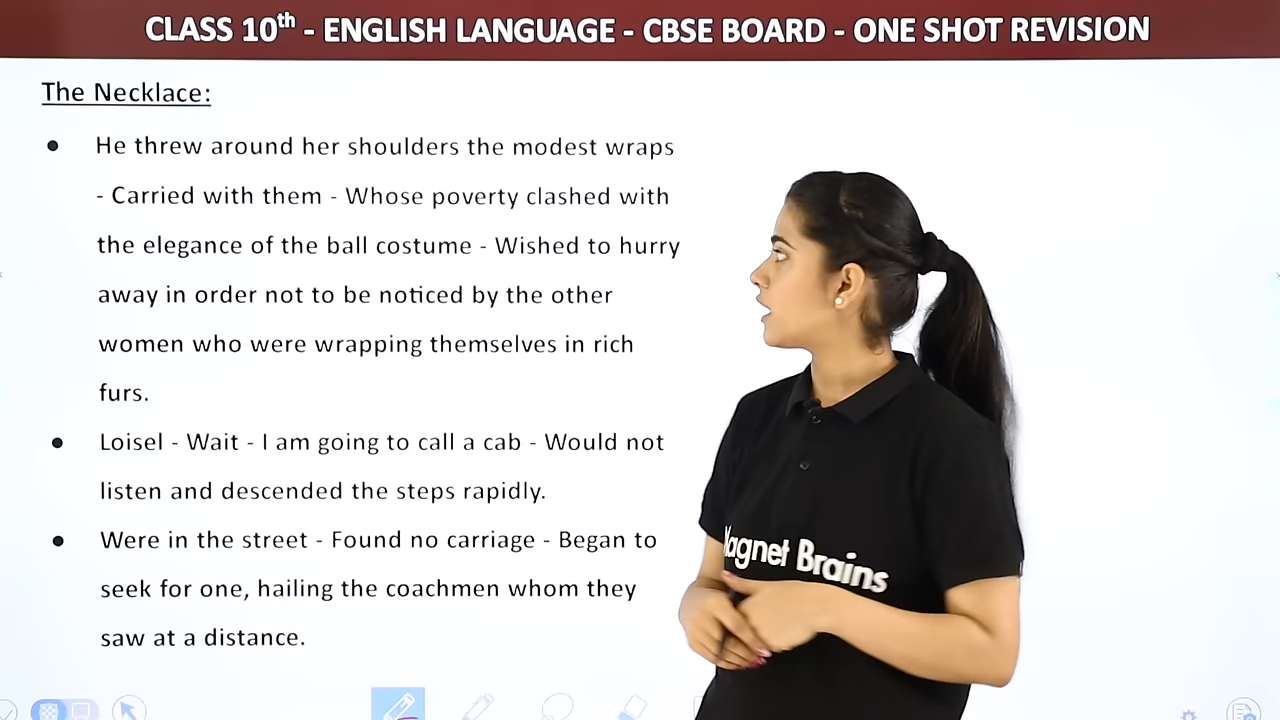 CLASS 10th - ENGLISH LANGUAGE - CBSE BOARD - ONE SHOT REVISION
The Necklace:
● He threw around her shoulders the modest wraps
- Carried with them - Whose poverty clashed with
the elegance of the ball costume - Wished to hurry
away in order not to be noticed by the other
women who were wrapping themselves in rich
furs.
● Loisel - Wait - I am going to call a cab - Would not
listen and descended the steps rapidly.
● Were in the street - Found no carriage - Began to
seek for one, hailing the coachmen whom they
saw at a distance.
Magnet Brains